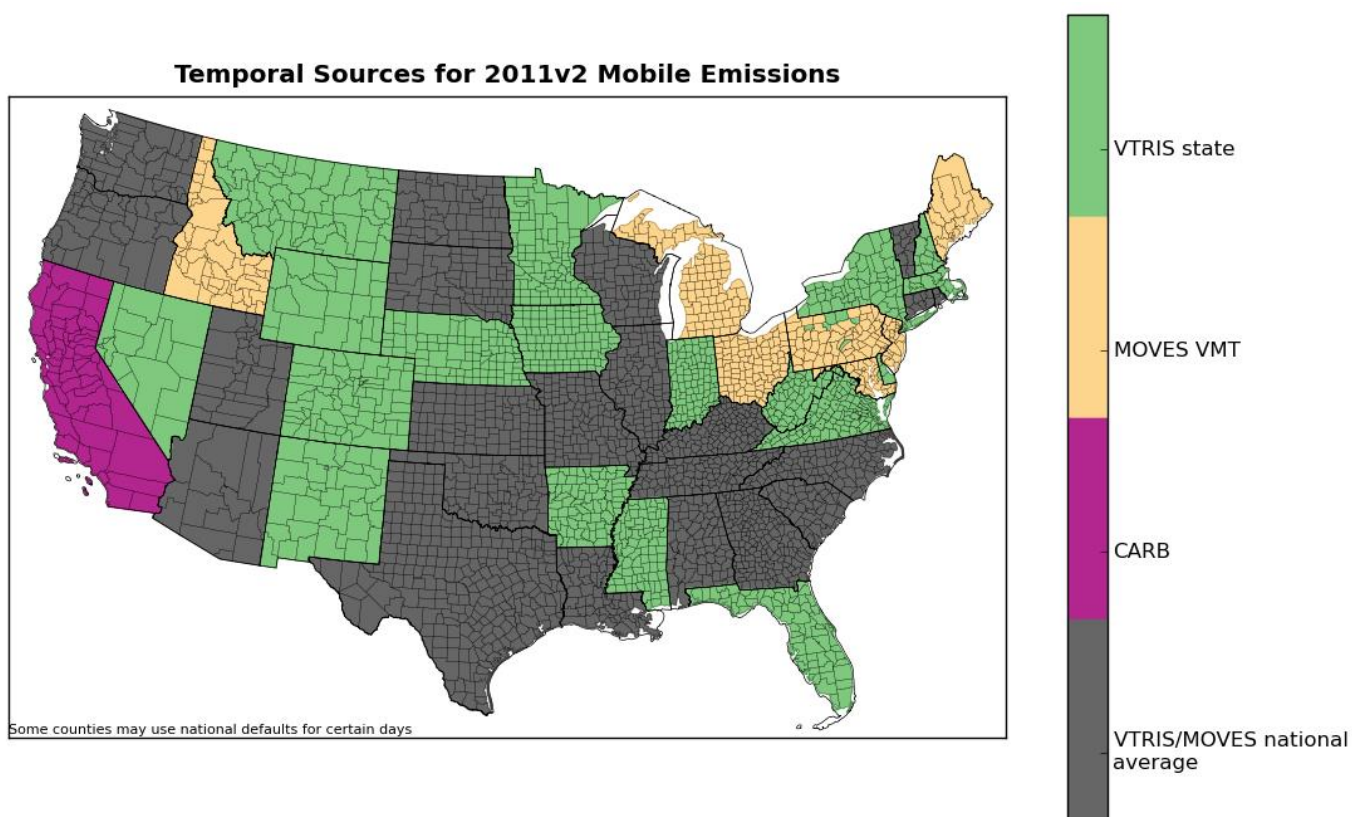 Temporal Sources for 2011v2 Mobile Emissions
VTRIS state
MOVES VMT
CARB
VTRIS/MOVES national
average
Some counties may use national defaults for certain days